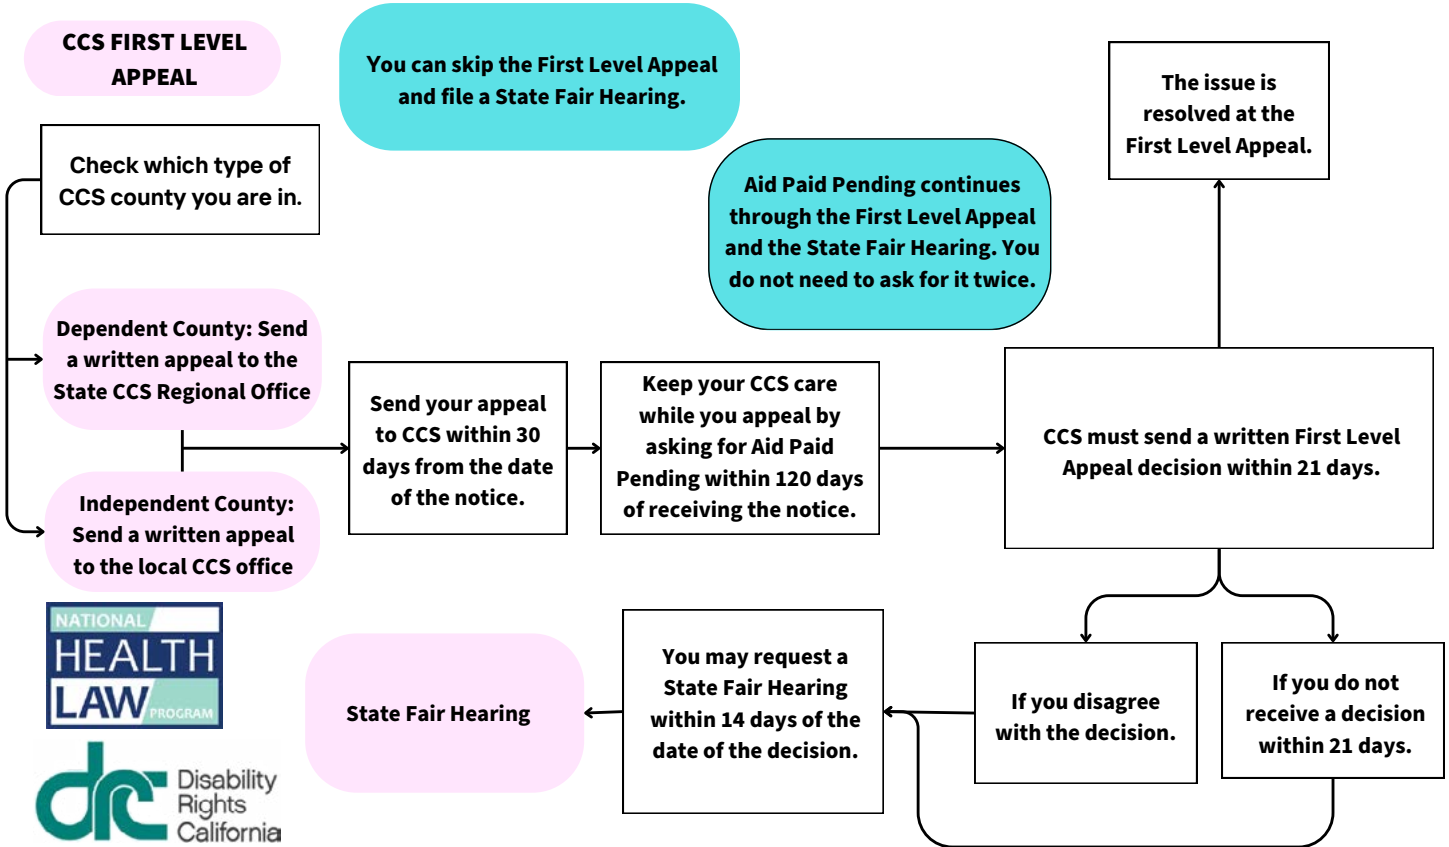 CCS FIRST LEVEL
APPEAL
You can skip the First Level Appeal
and file a State Fair Hearing.
The issue is
resolved at the
First Level Appeal.
Check which type of
CCS county you are in.
Aid Paid Pending continues
through the First Level Appeal
and the State Fair Hearing. You
do not need to ask for it twice.
Dependent County: Send
a written appeal to the
State CCS Regional Office
Independent County:
Send a written appeal
to the local CCS office
Send your appeal
to CCS within 30
days from the date
of the notice.
Keep your CCS care
while you appeal by
asking for Aid Paid
Pending within 120 days
of receiving the notice.
CCS must send a written First Level
Appeal decision within 21 days.
If you disagree
with the decision.
If you do not
receive a decision
within 21 days.
You may request a
State Fair Hearing
within 14 days of the
date of the decision.
State Fair Hearing
NATIONAL
HEALTH
LAW
PROGRAM
drc
Disability
Rights
California